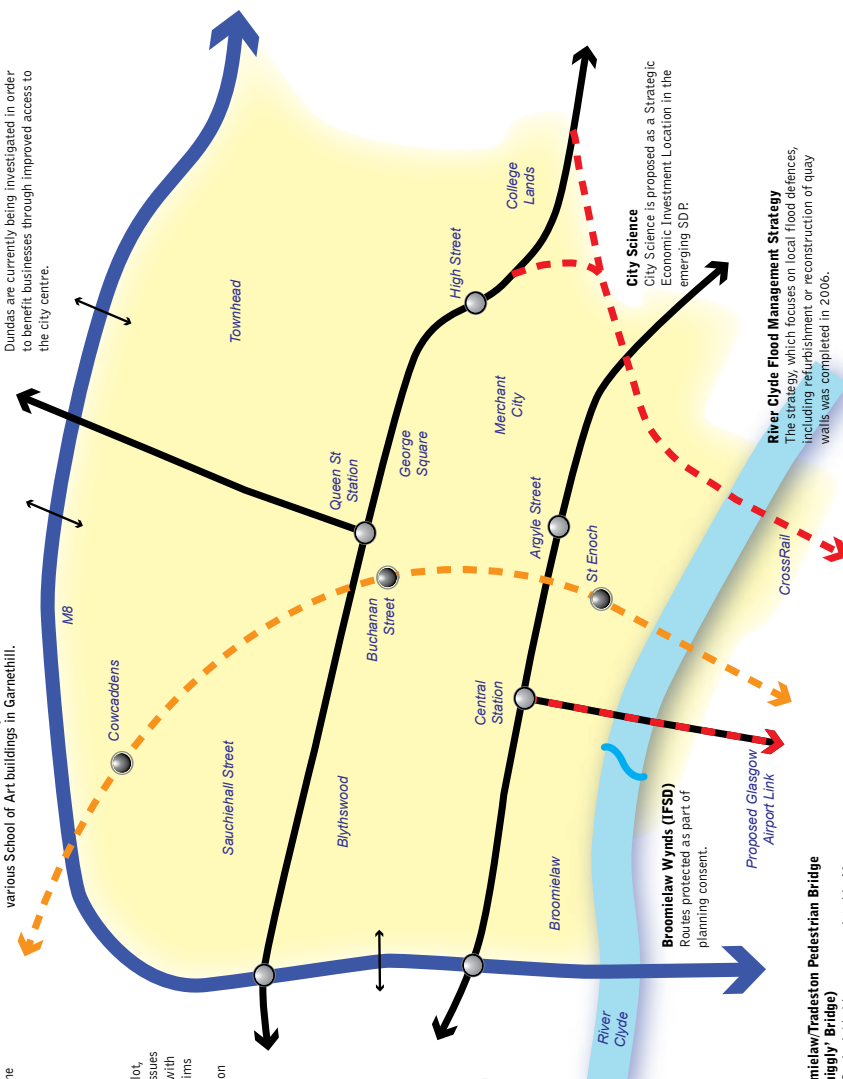 Dundas are currently being investigated in order
to benefit businesses through improved access to
the city centre.
various School of Art buildings in Garnethill.
M8
Townhead
Cowcaddens
Sauchiehall Street
Blythswood
Buchanan
Street
Queen St
Station
George
Square
High Street
College
Lands
Merchant
City
Argyle Street
St Enoch
Central
Station
Broomielaw
River
Clyde
CrossRail
Proposed Glasgow
Airport Link
City Science
City Science is proposed as a Strategic
Economic Investment Location in the
emerging SDP.
River Clyde Flood Management Strategy
The strategy, which focuses on local flood defences,
including refurbishment or reconstruction of quay
walls was completed in 2006.
Broomielaw Wynds (IFSD)
Routes protected as part of
planning consent.
mielaw/Tradeston Pedestrian Bridge
iggly' Bridge)
ne
lot,
ssues
with
ims
on